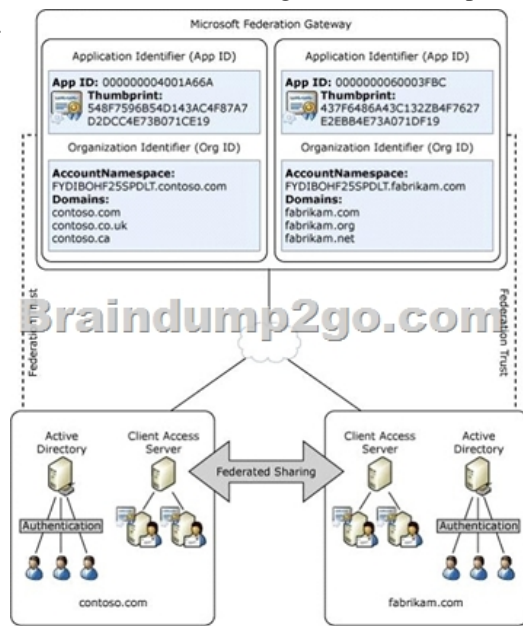 Microsoft Federation Gateway
Application Identifier (App ID)
App ID: 000000004001A66A
Thumbprint:
548F7596B54D143AC4F87A7
D2DCC4E73B071CE19
Organization Identifier (Org ID)
AccountNamespace:
FYDIBOHF25SPDLT.contoso.com
Domains:
contoso.com
contoso.co.uk
contoso.ca
Application Identifier (App ID)
App ID: 0000000060003FBC
Thumbprint:
437F6486A43C132ZB4F7627
E2EBB4E73A071DF19
Organization Identifier (Org ID)
AccountNamespace:
FYDIBOHF25SPDLT.fabrikam.com
Domains:
fabrikam.com
fabrikam.org
fabrikam.net
Federation Trust
Braindump2go.com
Federation Trust
Active
Directory
Authentication
Client Access
Server
contoso.com
Federated Sharing
Client Access
Server
Active
Directory
Authentication
fabrikam.com